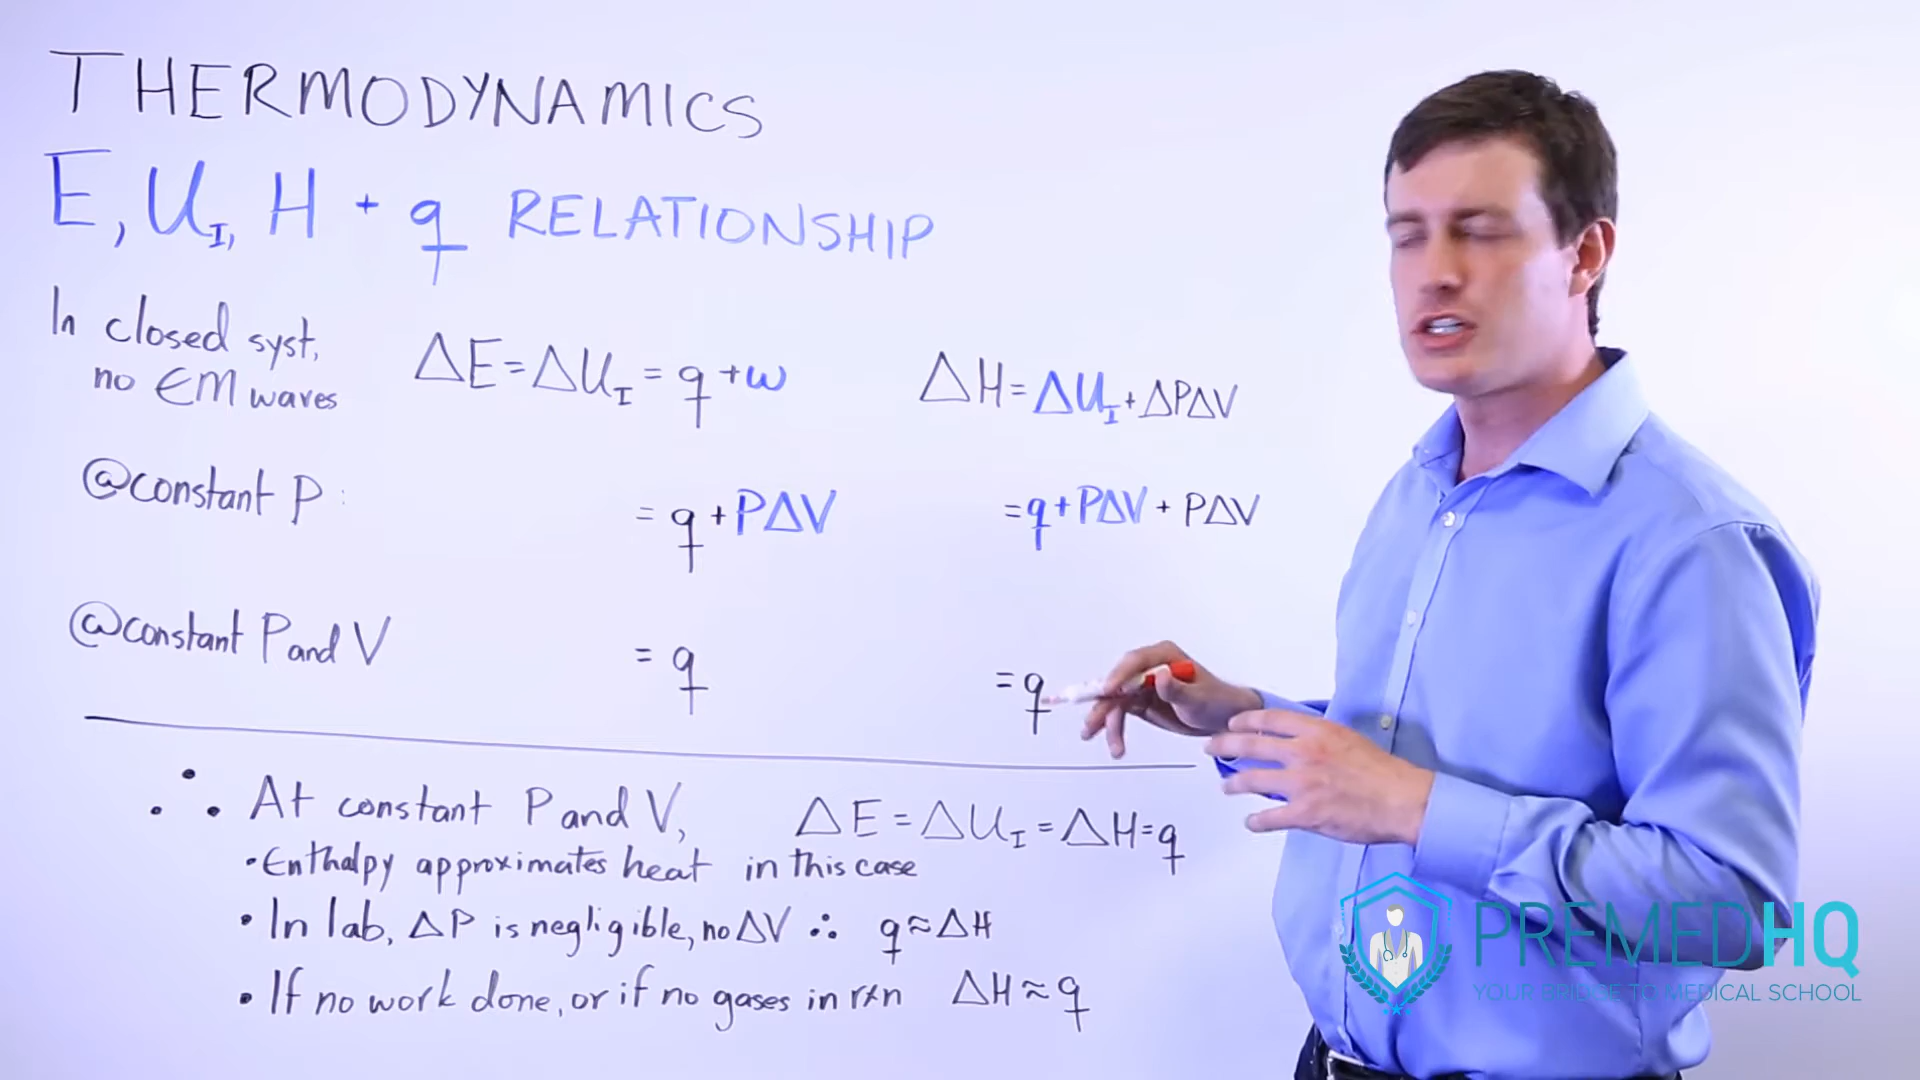 THERMODYNAMICS
E, U_I, H + q RELATIONSHIP
In closed syst, no EM waves
ΔE = ΔU_I = q + w
ΔH = ΔU_I + ΔPΔV
@constant P:
= q + PΔV
= q + PΔV + PΔV
@constant P and V
= q
= q
∴ At constant P and V, ΔE = ΔU_I = ΔH = q
• Enthalpy approximates heat in this case
• In lab, ΔP is negligible, no ΔV ∴ q ≈ ΔH
• If no work done, or if no gases in rxn ΔH ≈ q
PREMEDHQ
YOUR BRIDGE TO MEDICAL SCHOOL